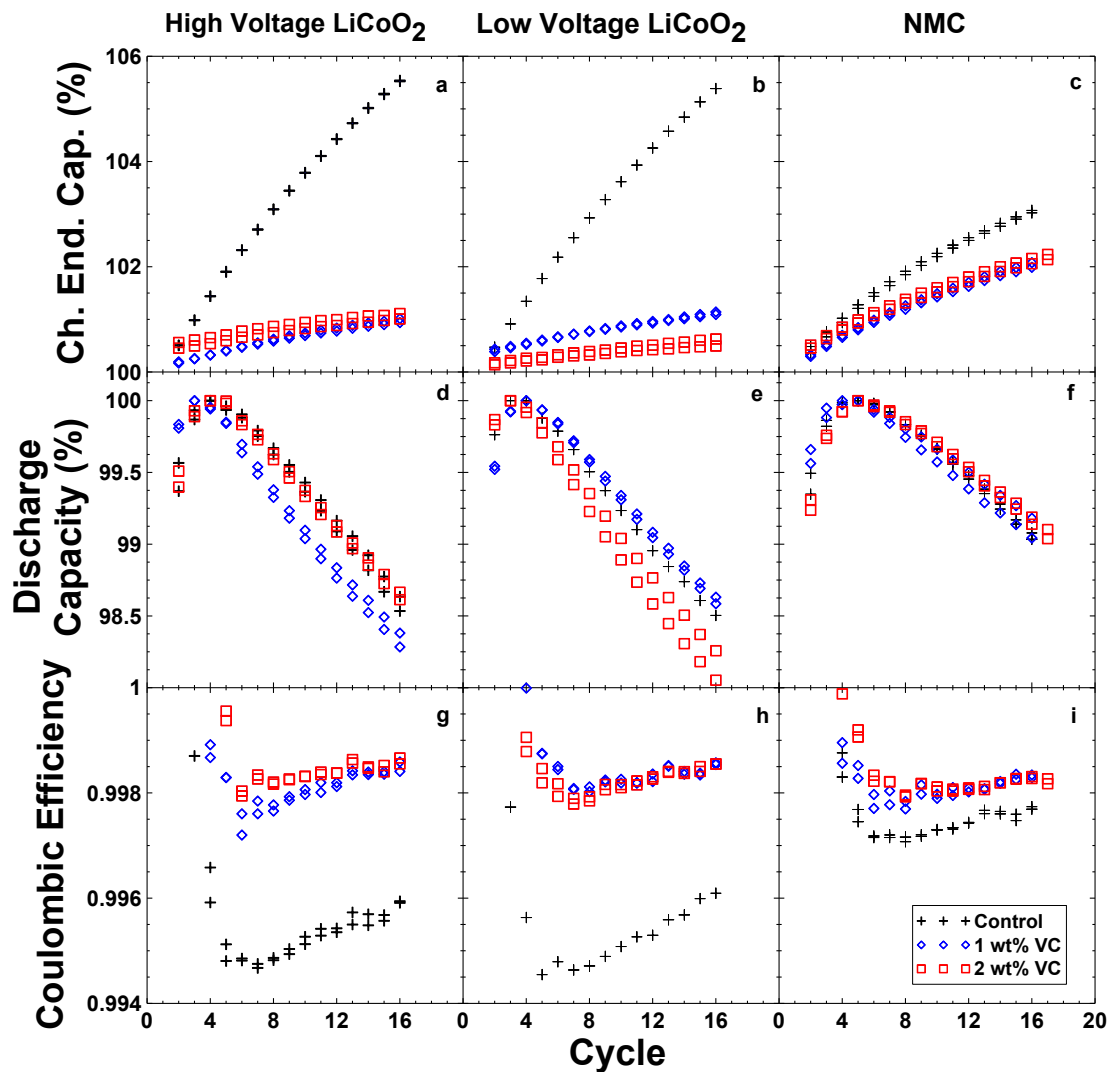 High Voltage LiCoO2
Low Voltage LiCoO2
NMC
Ch. End. Cap. (%)
106
104
102
100
a
b
c
Discharge
Capacity (%)
100
99.5
99
98.5
d
e
f
Coulombic Efficiency
1
0.998
0.996
0.994
g
h
i
Control
1 wt% VC
2 wt% VC
0 4 8 12 16
0 4 8 12 16
0 4 8 12 16 20
Cycle